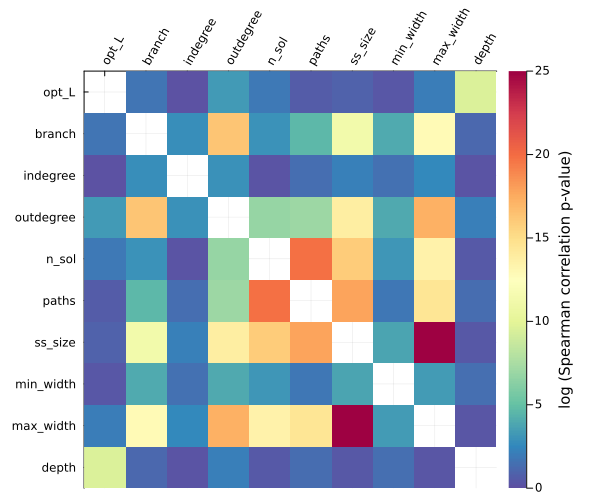 opt_L branch indegree outdegree n_sol paths ss_size min_width max_width depth
opt_L
branch
indegree
outdegree
n_sol
paths
ss_size
min_width
max_width
depth
25
20
15
10
5
0
log (Spearman correlation p-value)